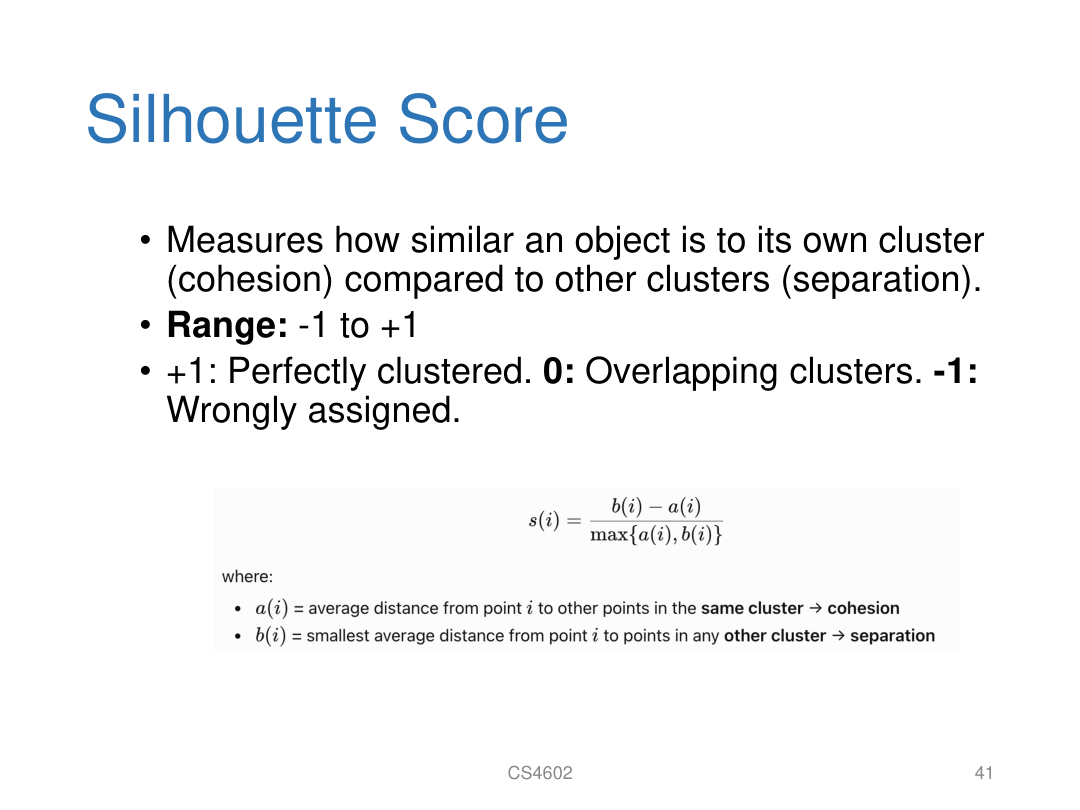 Silhouette Score
• Measures how similar an object is to its own cluster
(cohesion) compared to other clusters (separation).
• Range: -1 to +1
• +1: Perfectly clustered. 0: Overlapping clusters. -1:
Wrongly assigned.
s(i) = b(i) − a(i) / max{a(i), b(i)}
where:
• a(i) = average distance from point i to other points in the same cluster → cohesion
• b(i) = smallest average distance from point i to points in any other cluster → separation
CS4602
41